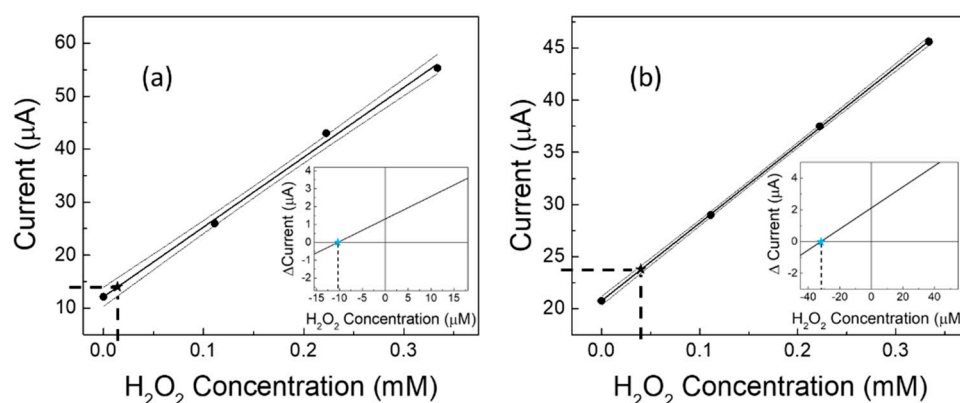 (a)
Current (μA)
60
50
40
30
20
10
0.0 0.1 0.2 0.3
H₂O₂ Concentration (mM)
ΔCurrent (μA)
4
2
0
-2
-15 -10 -5 0 5 10 15
H₂O₂ Concentration (μM)
(b)
Current (μA)
45
40
35
30
25
20
0.0 0.1 0.2 0.3
H₂O₂ Concentration (mM)
Δ Current (μA)
4
2
0
-2
-40 -20 0 20 40
H₂O₂ Concentration (μM)